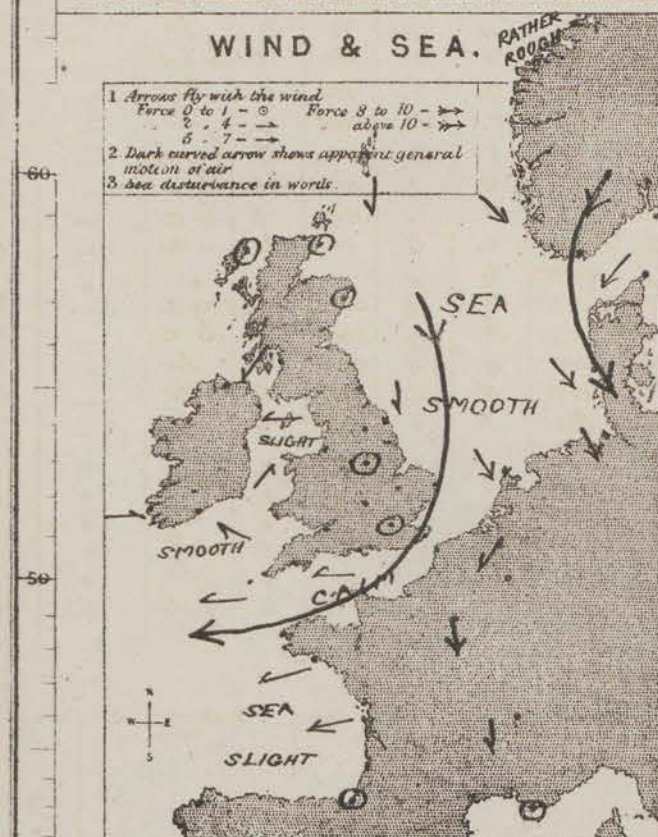 WIND & SEA.
RATHER
ROUGH
1 Arrows fly with the wind
Force 0 to 1 - ⊙ Force 8 to 10 -
2 , 4 - → above 10 -
5 . 7 - →
2 Dark curved arrow shows apparent general
motion of air
3 Sea disturbance in words.
60
SEA
SMOOTH
SLIGHT
SMOOTH
50
CALM
N
W E
S
SEA
SLIGHT